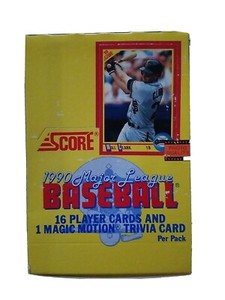 SCORE
1990 Major League
BASEBALL
16 PLAYER CARDS AND
1 MAGIC MOTION TRIVIA CARD
Per Pack